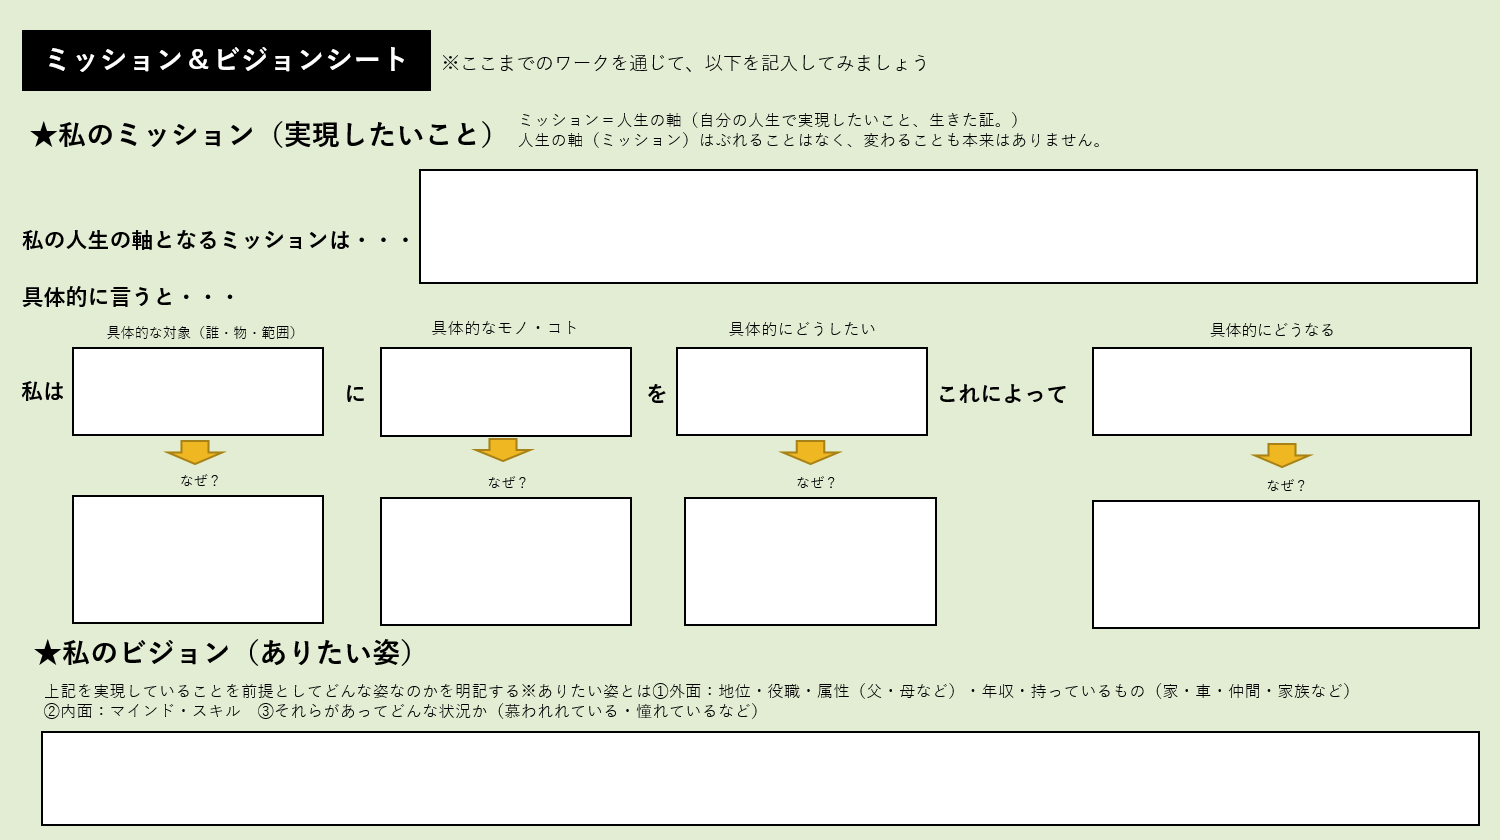 ミッション＆ビジョンシート
※ここまでのワークを通じて、以下を記入してみましょう
★私のミッション（実現したいこと）
ミッション＝人生の軸（自分の人生で実現したいこと、生きた証。）
人生の軸（ミッション）はぶれることはなく、変わることも本来はありません。
私の人生の軸となるミッションは・・・
具体的に言うと・・・
具体的な対象（誰・物・範囲）
具体的なモノ・コト
具体的にどうしたい
具体的にどうなる
私は
に
を
これによって
なぜ？
なぜ？
なぜ？
なぜ？
★私のビジョン（ありたい姿）
上記を実現していることを前提としてどんな姿なのかを明記する※ありたい姿とは①外面：地位・役職・属性（父・母など）・年収・持っているもの（家・車・仲間・家族など）
②内面：マインド・スキル　③それらがあってどんな状況か（慕われれている・憧れているなど）